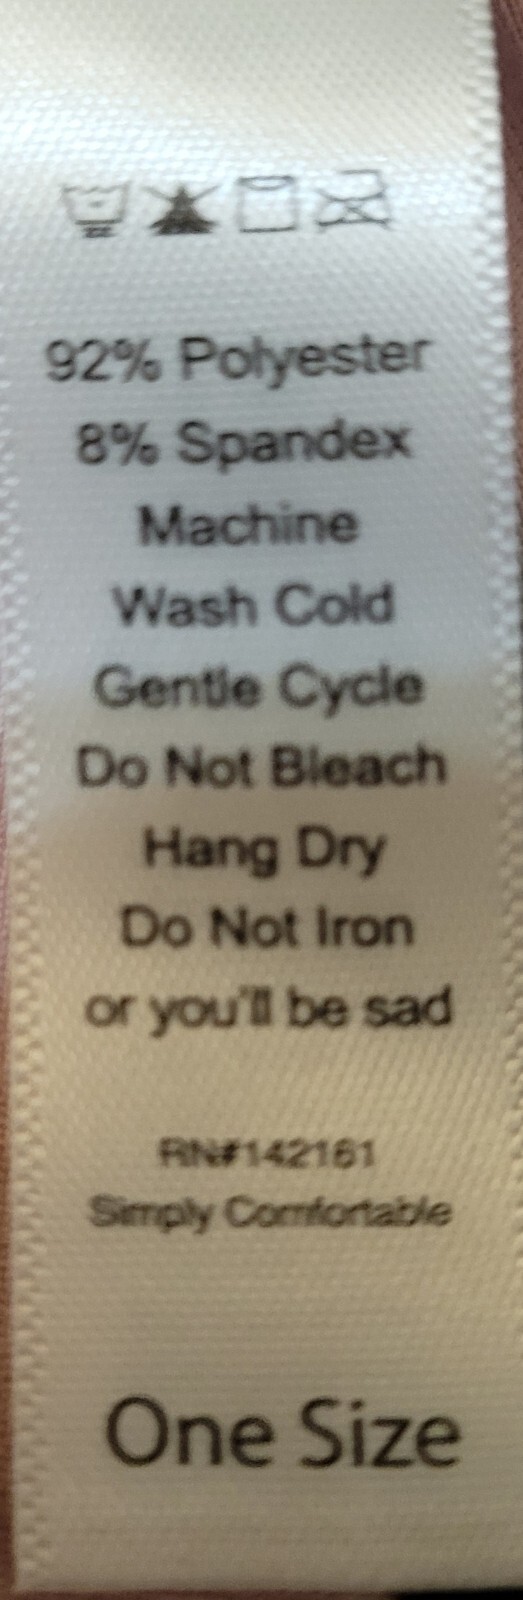 92% Polyester
8% Spandex
Machine
Wash Cold
Gentle Cycle
Do Not Bleach
Hang Dry
Do Not Iron
or you'll be sad
RN#142161
Simply Comfortable
One Size